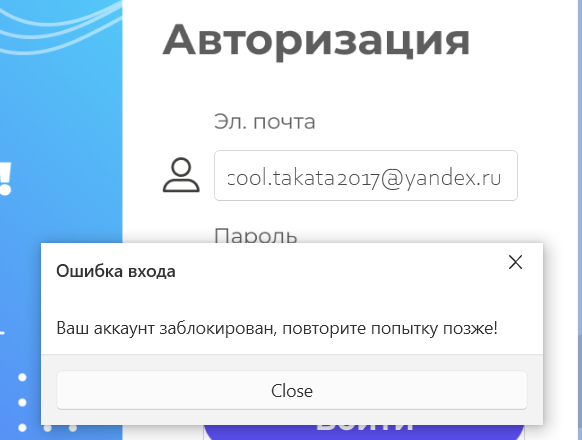 Авторизация
Эл. почта
cool.takata2017@yandex.ru
Пароль
Ошибка входа
Ваш аккаунт заблокирован, повторите попытку позже!
Close
ВОЙТИ